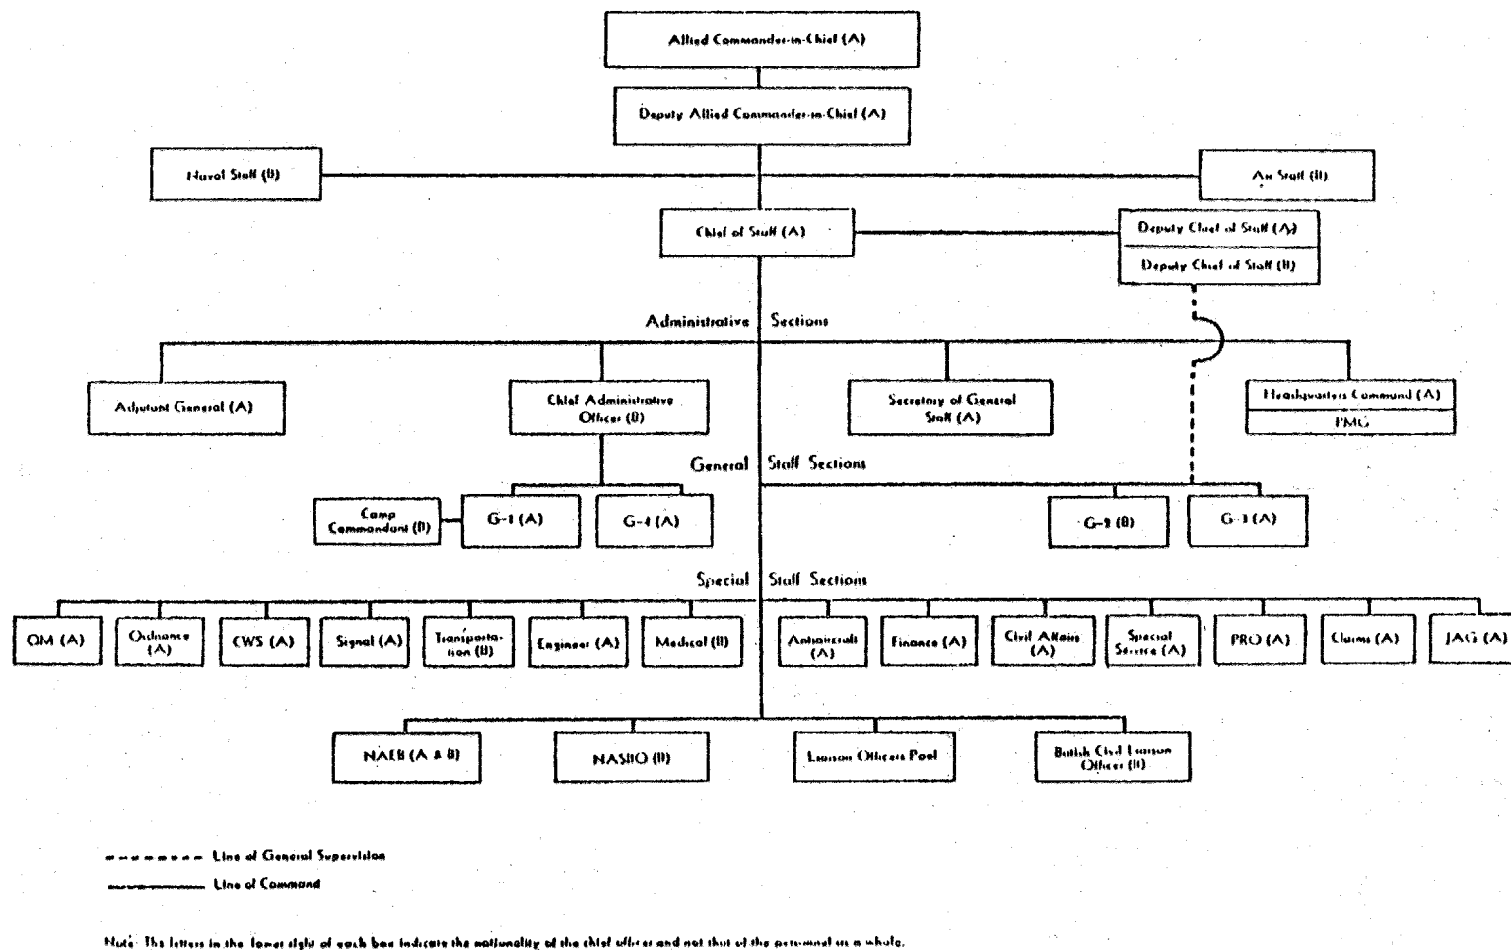 Allied Commander-in-Chief (A)
Deputy Allied Commander-in-Chief (A)
Naval Staff (B)
Air Staff (B)
Chief of Staff (A)
Deputy Chief of Staff (A)
Deputy Chief of Staff (B)
Administrative Sections
Adjutant General (A)
Chief Administrative
Officer (B)
Secretary of General
Staff (A)
Headquarters Command (A)
PMG
General Staff Sections
Camp
Commandant (B)
G-1 (A)
G-4 (A)
G-2 (B)
G-3 (A)
Special Staff Sections
QM (A)
Ordnance
(A)
CWS (A)
Signal (A)
Transporta-
tion (B)
Engineer (A)
Medical (B)
Antiaircraft
(A)
Finance (A)
Civil Affairs
(A)
Special
Service (A)
PRO (A)
Claims (A)
JAG (A)
NAEB (A & B)
NASBO (B)
Liaison Officers Pool
British Civil Liaison
Officer (B)
Line of General Supervision
Line of Command
Note: The letters in the lower right of each box indicate the nationality of the chief officer and not that of the personnel as a whole.